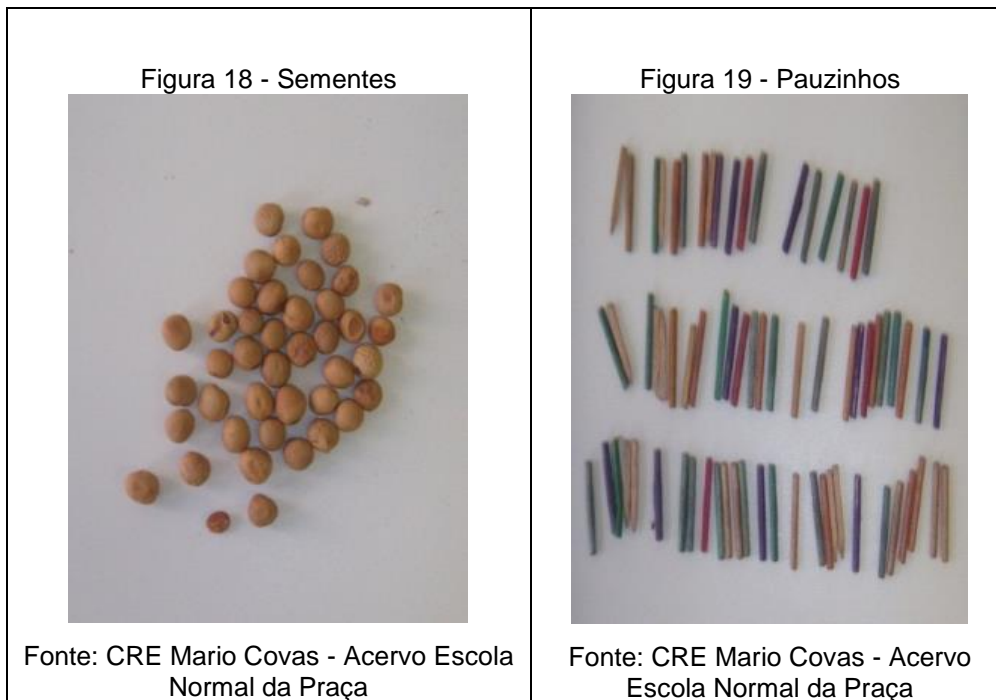 Figura 18 - Sementes
Fonte: CRE Mario Covas - Acervo Escola
Normal da Praça
Figura 19 - Pauzinhos
Fonte: CRE Mario Covas - Acervo
Escola Normal da Praça